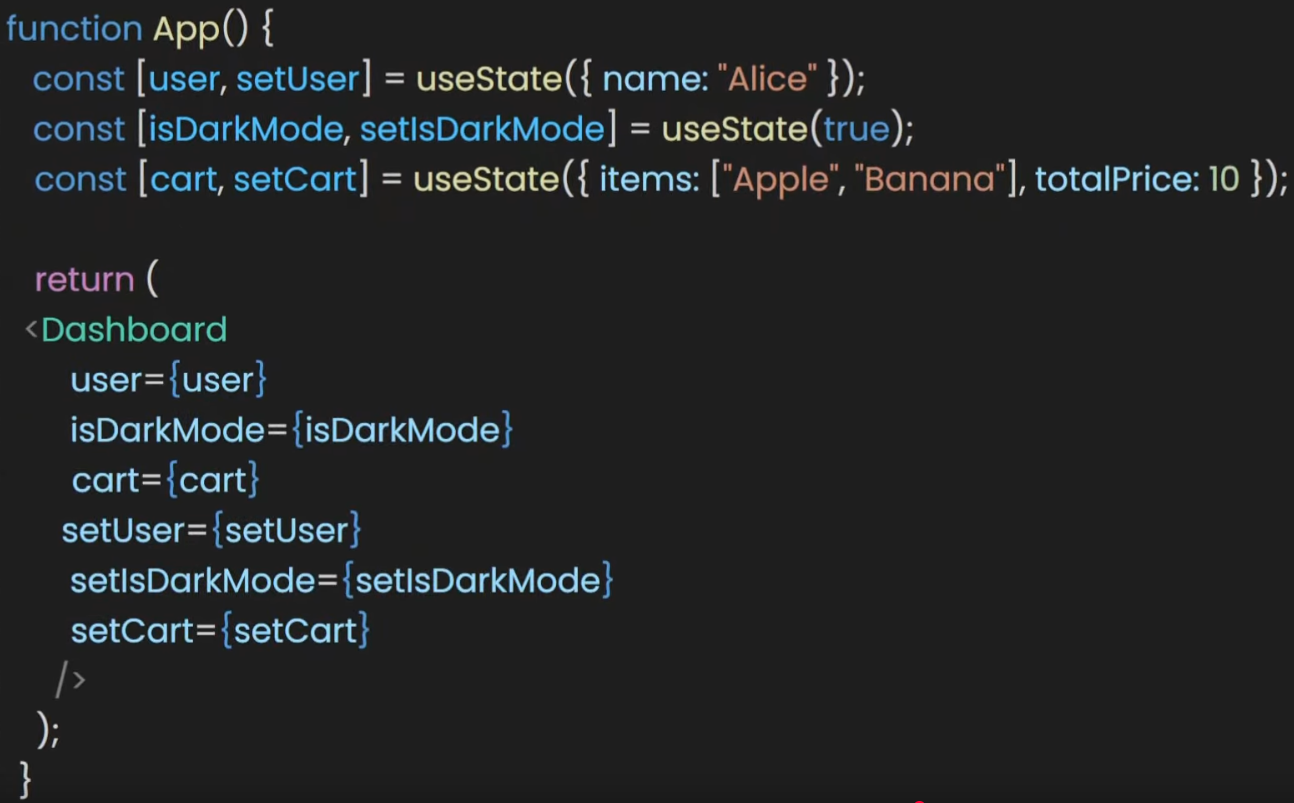 function App() {
const [user, setUser] = useState({ name: "Alice" });
const [isDarkMode, setIsDarkMode] = useState(true);
const [cart, setCart] = useState({ items: ["Apple", "Banana"], totalPrice: 10 });
return (
<Dashboard
user={user}
isDarkMode={isDarkMode}
cart={cart}
setUser={setUser}
setIsDarkMode={setIsDarkMode}
setCart={setCart}
/>
);
}